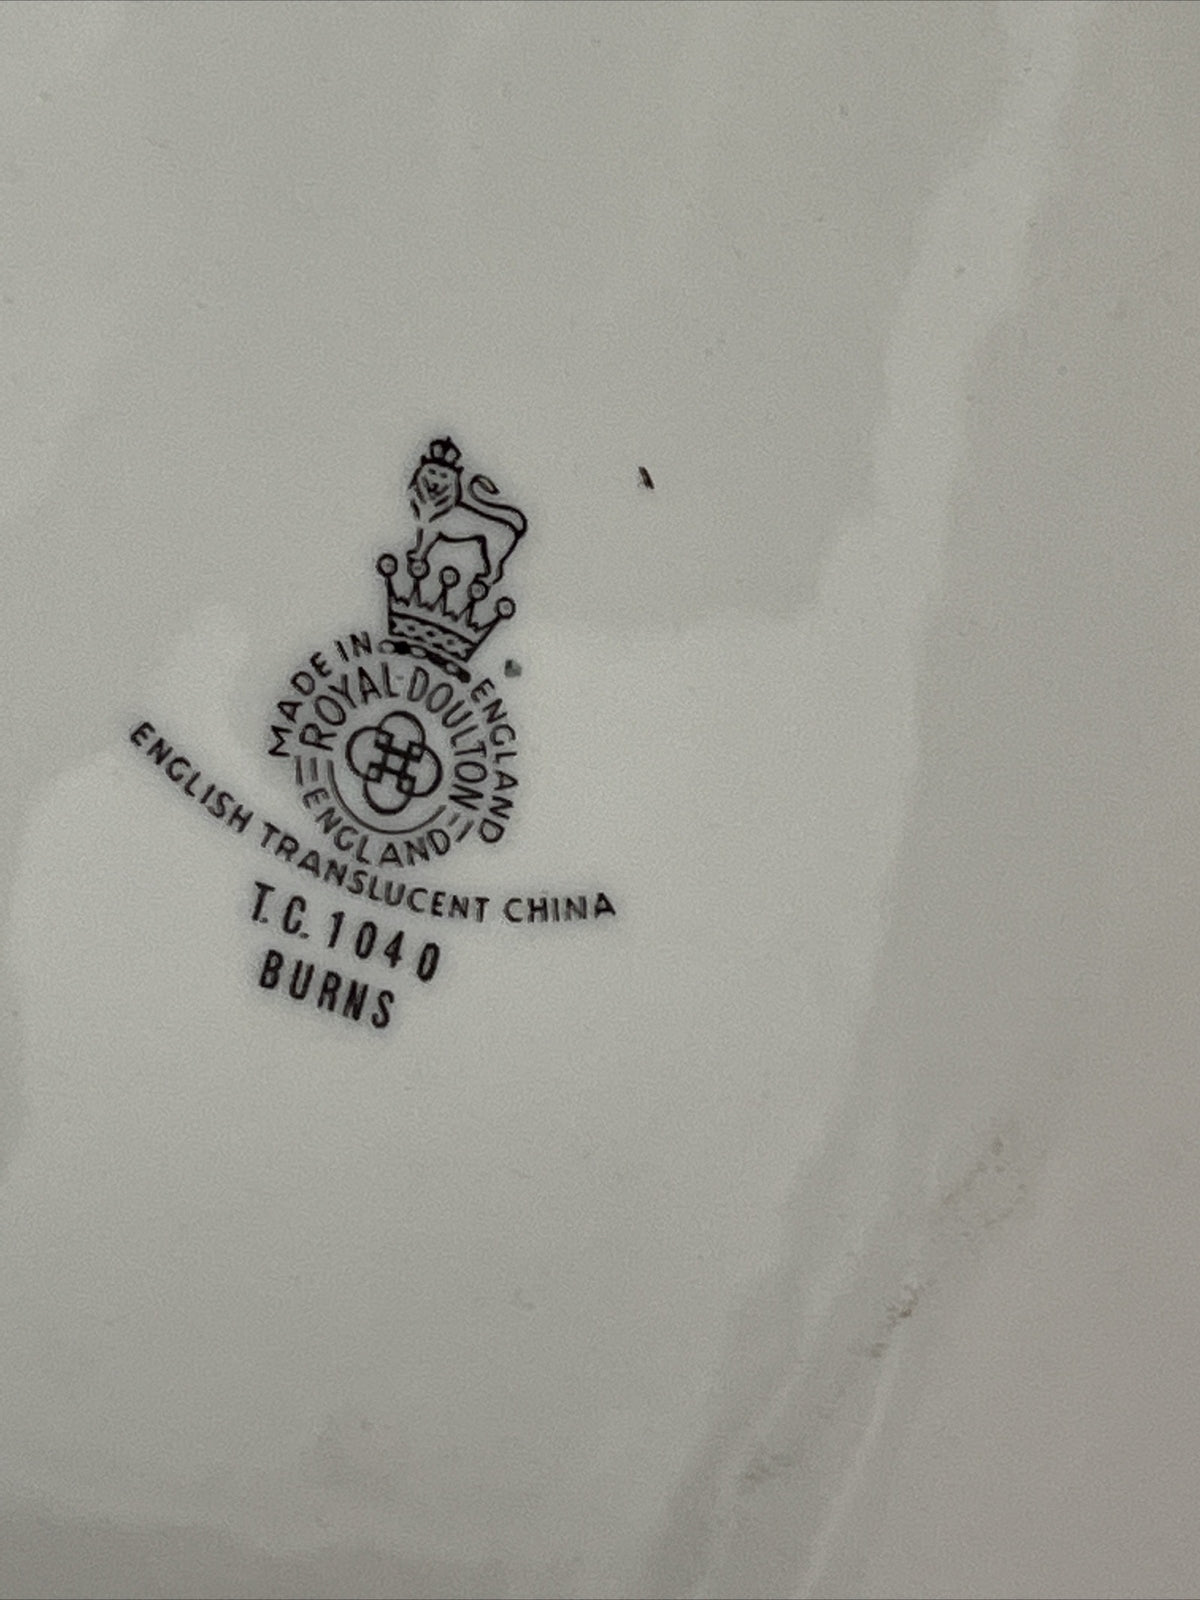 MADE IN ENGLAND
ROYAL DOULTON
ENGLAND
ENGLISH TRANSLUCENT CHINA
T.C. 1040
BURNS